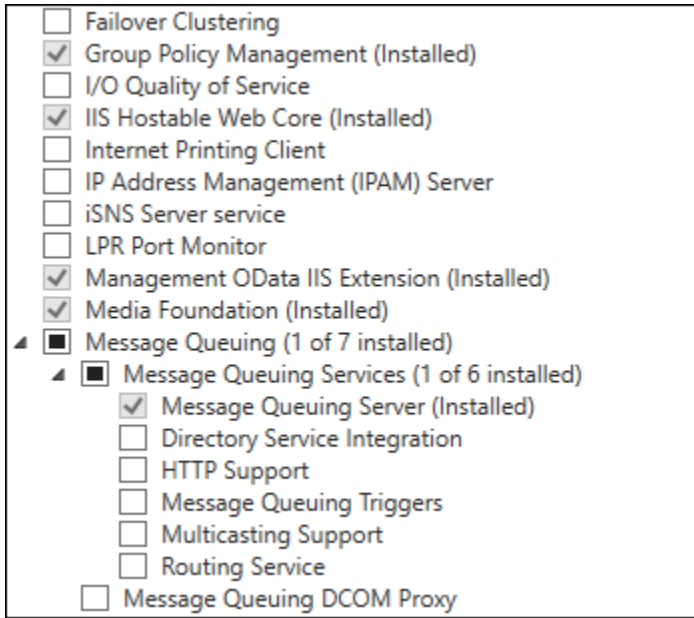 Failover Clustering
Group Policy Management (Installed)
I/O Quality of Service
IIS Hostable Web Core (Installed)
Internet Printing Client
IP Address Management (IPAM) Server
iSNS Server service
LPR Port Monitor
Management OData IIS Extension (Installed)
Media Foundation (Installed)
Message Queuing (1 of 7 installed)
Message Queuing Services (1 of 6 installed)
Message Queuing Server (Installed)
Directory Service Integration
HTTP Support
Message Queuing Triggers
Multicasting Support
Routing Service
Message Queuing DCOM Proxy